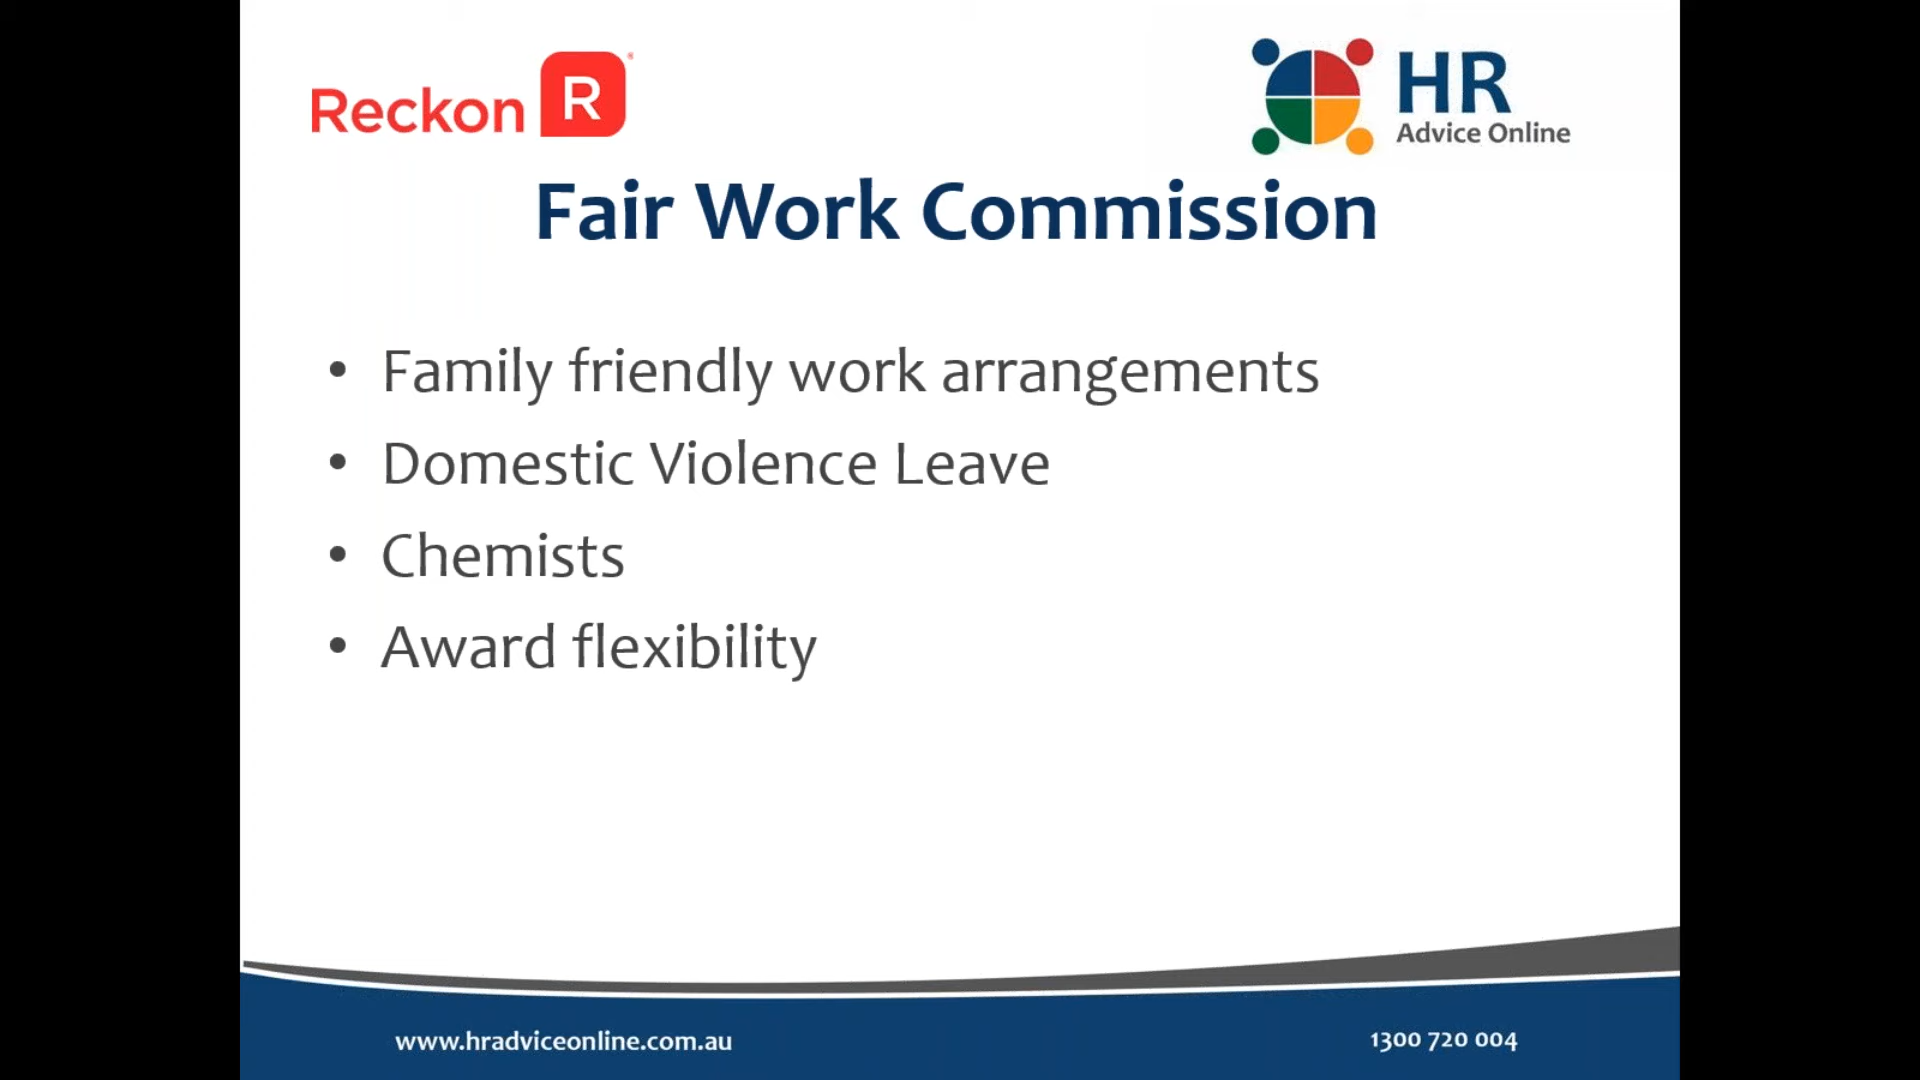 Reckon R
HR
Advice Online
Fair Work Commission
• Family friendly work arrangements
• Domestic Violence Leave
• Chemists
• Award flexibility
www.hradviceonline.com.au
1300 720 004